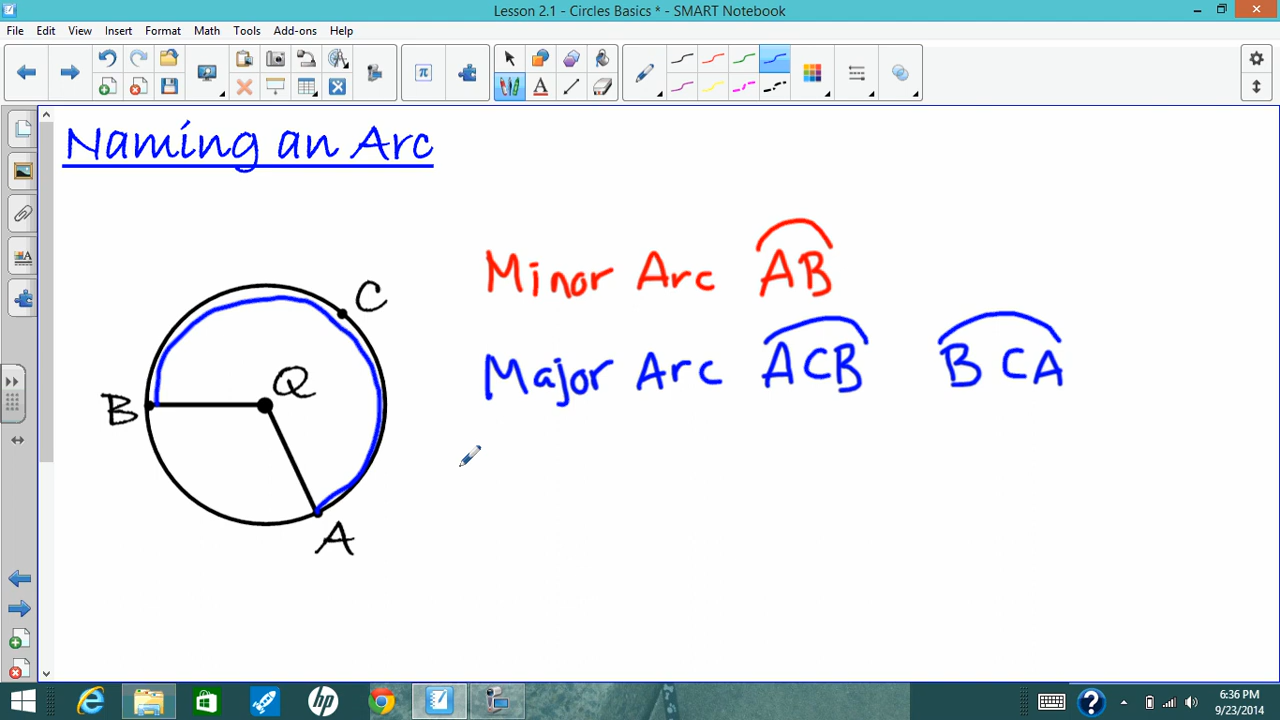 Lesson 2.1 - Circles Basics * - SMART Notebook
File Edit View Insert Format Math Tools Add-ons Help
π
A
Naming an Arc
Minor Arc AB
Major Arc ACB BCA
C
Q
B
A
hp
?
6:36 PM
9/23/2014